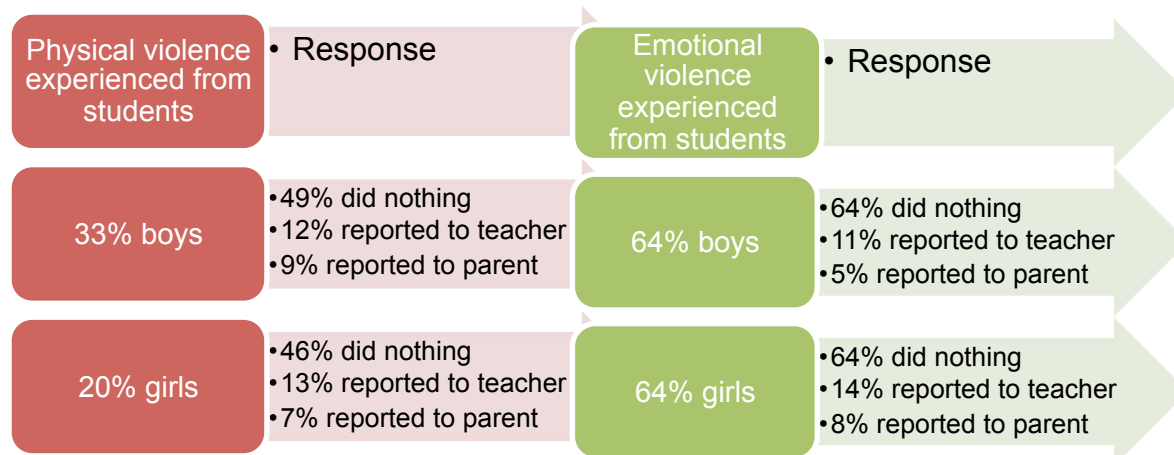 Physical violence
experienced from
students
• Response
Emotional
violence
experienced
from students
• Response
33% boys
•49% did nothing
•12% reported to teacher
•9% reported to parent
64% boys
•64% did nothing
•11% reported to teacher
•5% reported to parent
20% girls
•46% did nothing
•13% reported to teacher
•7% reported to parent
64% girls
•64% did nothing
•14% reported to teacher
•8% reported to parent